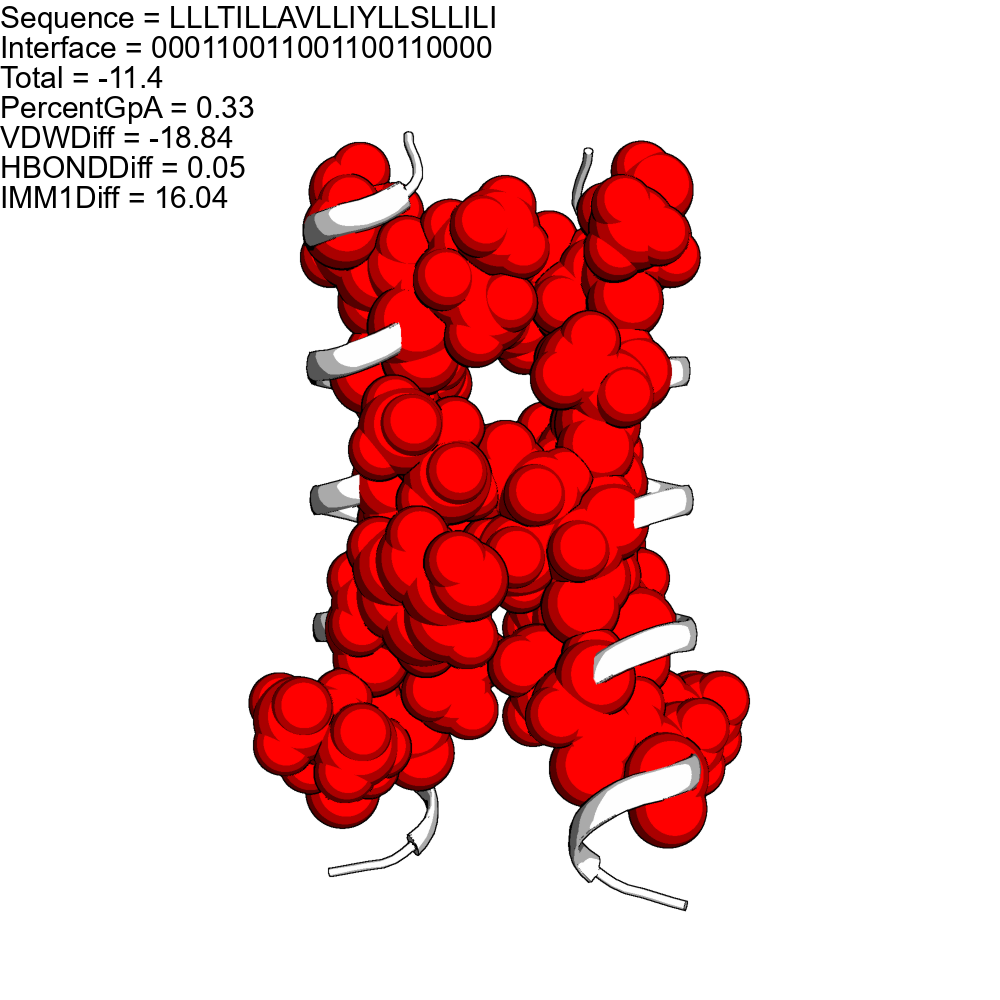 Sequence = LLLTILLAVLLIYLLSLLILI
Interface = 000110011001100110000
Total = -11.4
PercentGpA = 0.33
VDWDiff = -18.84
HBONDDiff = 0.05
IMM1Diff = 16.04